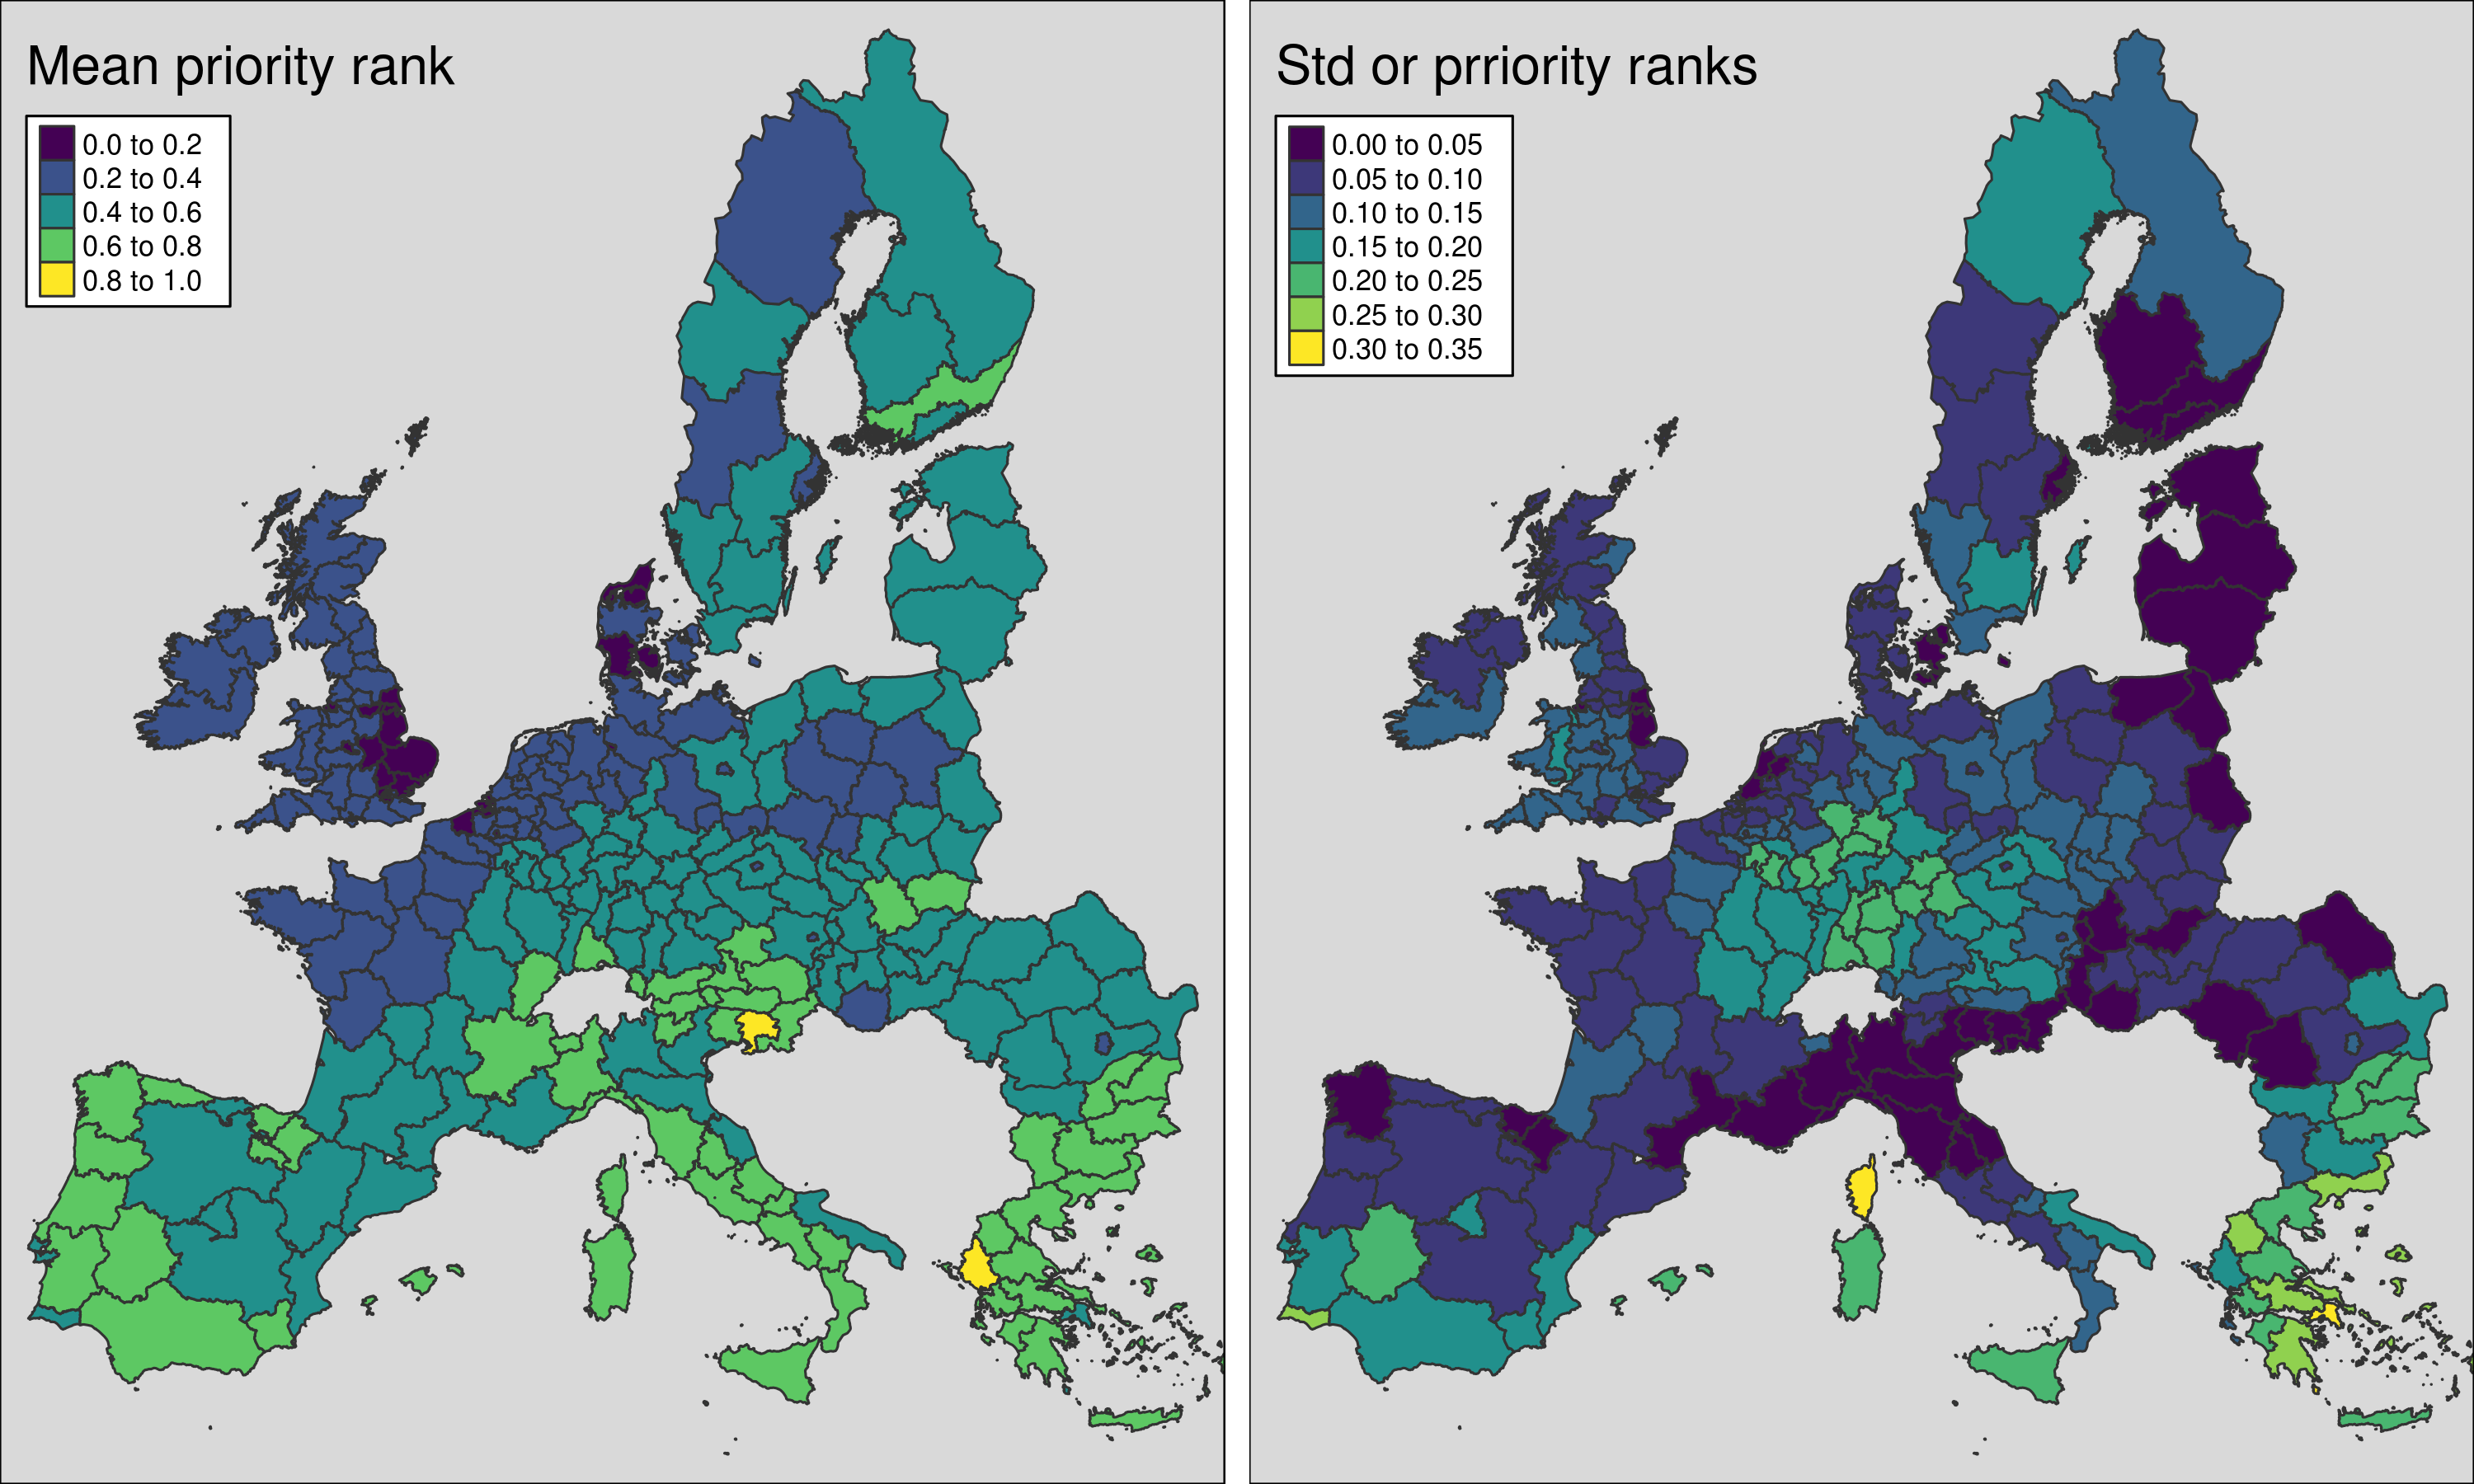 Mean priority rank
0.0 to 0.2
0.2 to 0.4
0.4 to 0.6
0.6 to 0.8
0.8 to 1.0
Std or prriority ranks
0.00 to 0.05
0.05 to 0.10
0.10 to 0.15
0.15 to 0.20
0.20 to 0.25
0.25 to 0.30
0.30 to 0.35